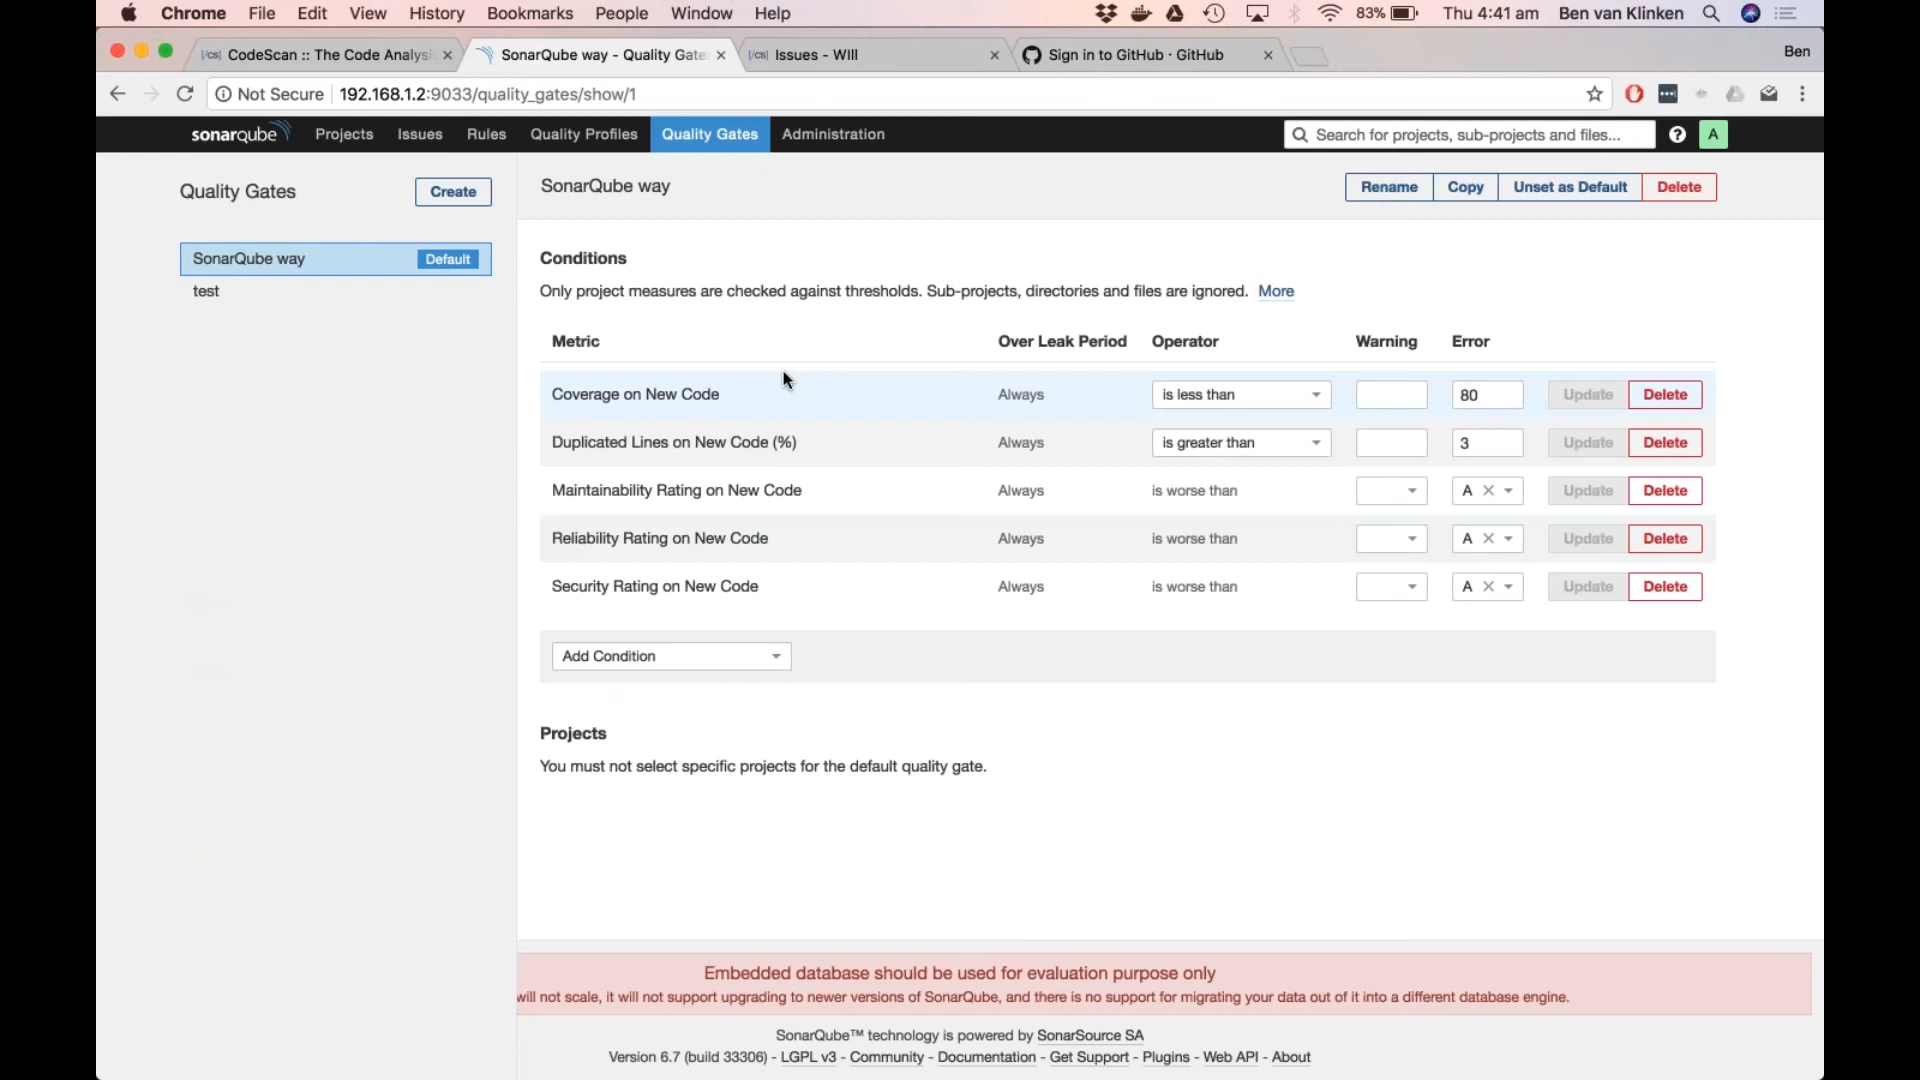 Chrome File Edit View History Bookmarks People Window Help 83% Thu 4:41 am Ben van Klinken
/cs| CodeScan :: The Code Analysi SonarQube way - Quality Gate /cs| Issues - WIll Sign in to GitHub · GitHub Ben
Not Secure 192.168.1.2:9033/quality_gates/show/1
sonarqube Projects Issues Rules Quality Profiles Quality Gates Administration Search for projects, sub-projects and files... ? A
Quality Gates Create SonarQube way Rename Copy Unset as Default Delete
SonarQube way Default
test
Conditions
Only project measures are checked against thresholds. Sub-projects, directories and files are ignored. More
Metric Over Leak Period Operator Warning Error
Coverage on New Code Always is less than 80 Update Delete
Duplicated Lines on New Code (%) Always is greater than 3 Update Delete
Maintainability Rating on New Code Always is worse than A Update Delete
Reliability Rating on New Code Always is worse than A Update Delete
Security Rating on New Code Always is worse than A Update Delete
Add Condition
Projects
You must not select specific projects for the default quality gate.
Embedded database should be used for evaluation purpose only
will not scale, it will not support upgrading to newer versions of SonarQube, and there is no support for migrating your data out of it into a different database engine.
SonarQube™ technology is powered by SonarSource SA
Version 6.7 (build 33306) - LGPL v3 - Community - Documentation - Get Support - Plugins - Web API - About